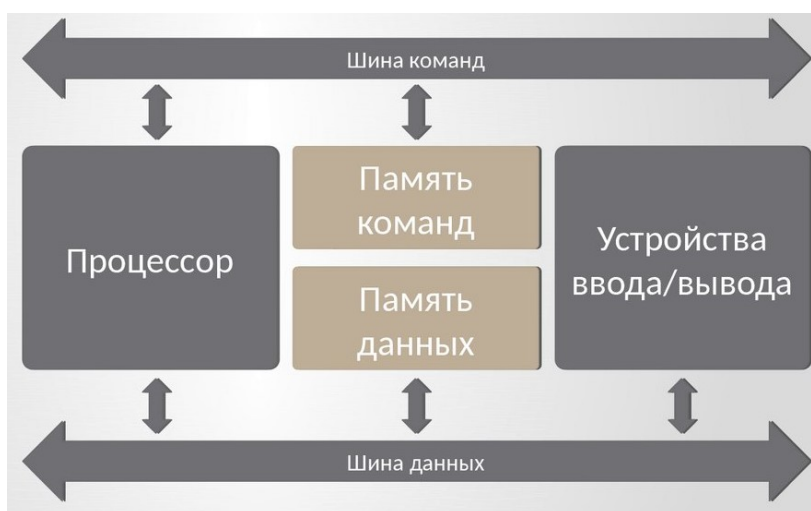 Шина команд
Процессор
Память
команд
Память
данных
Устройства
ввода/вывода
Шина данных